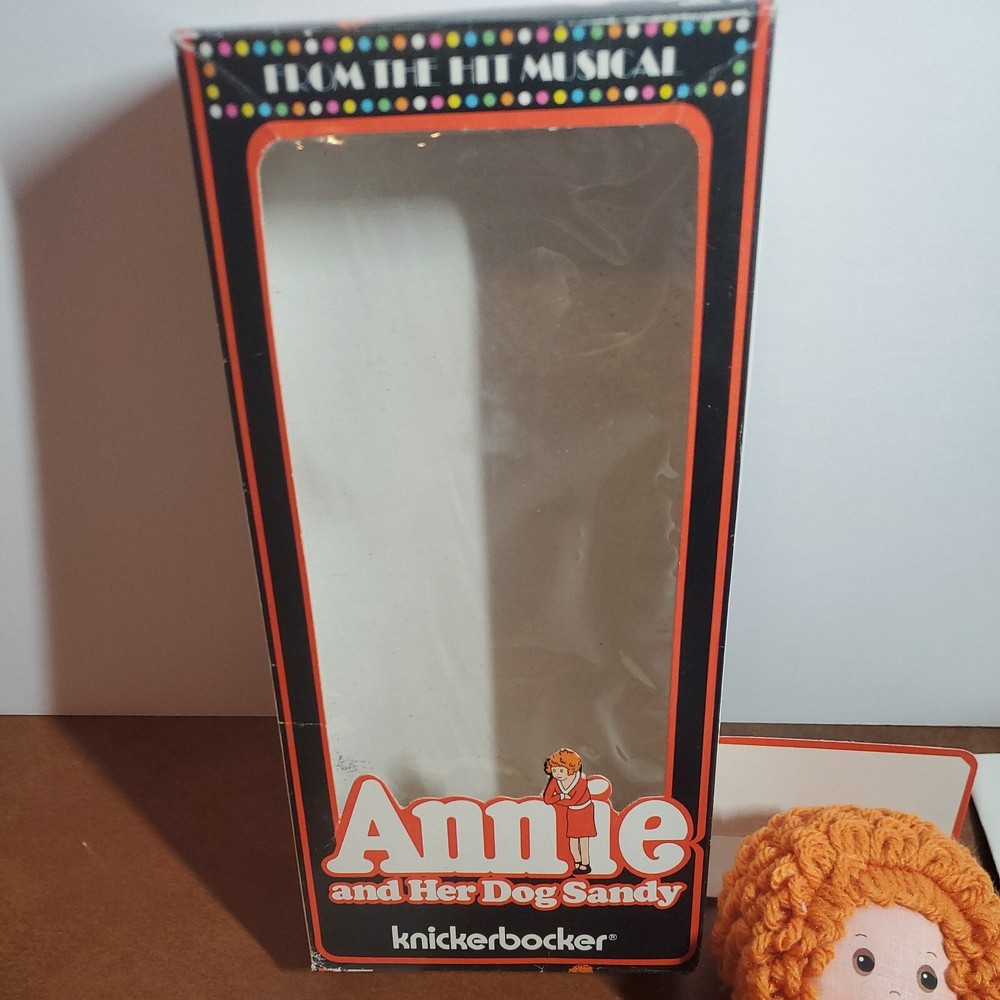 FROM THE HIT MUSICAL
Annie
and Her Dog Sandy
knickerbocker®